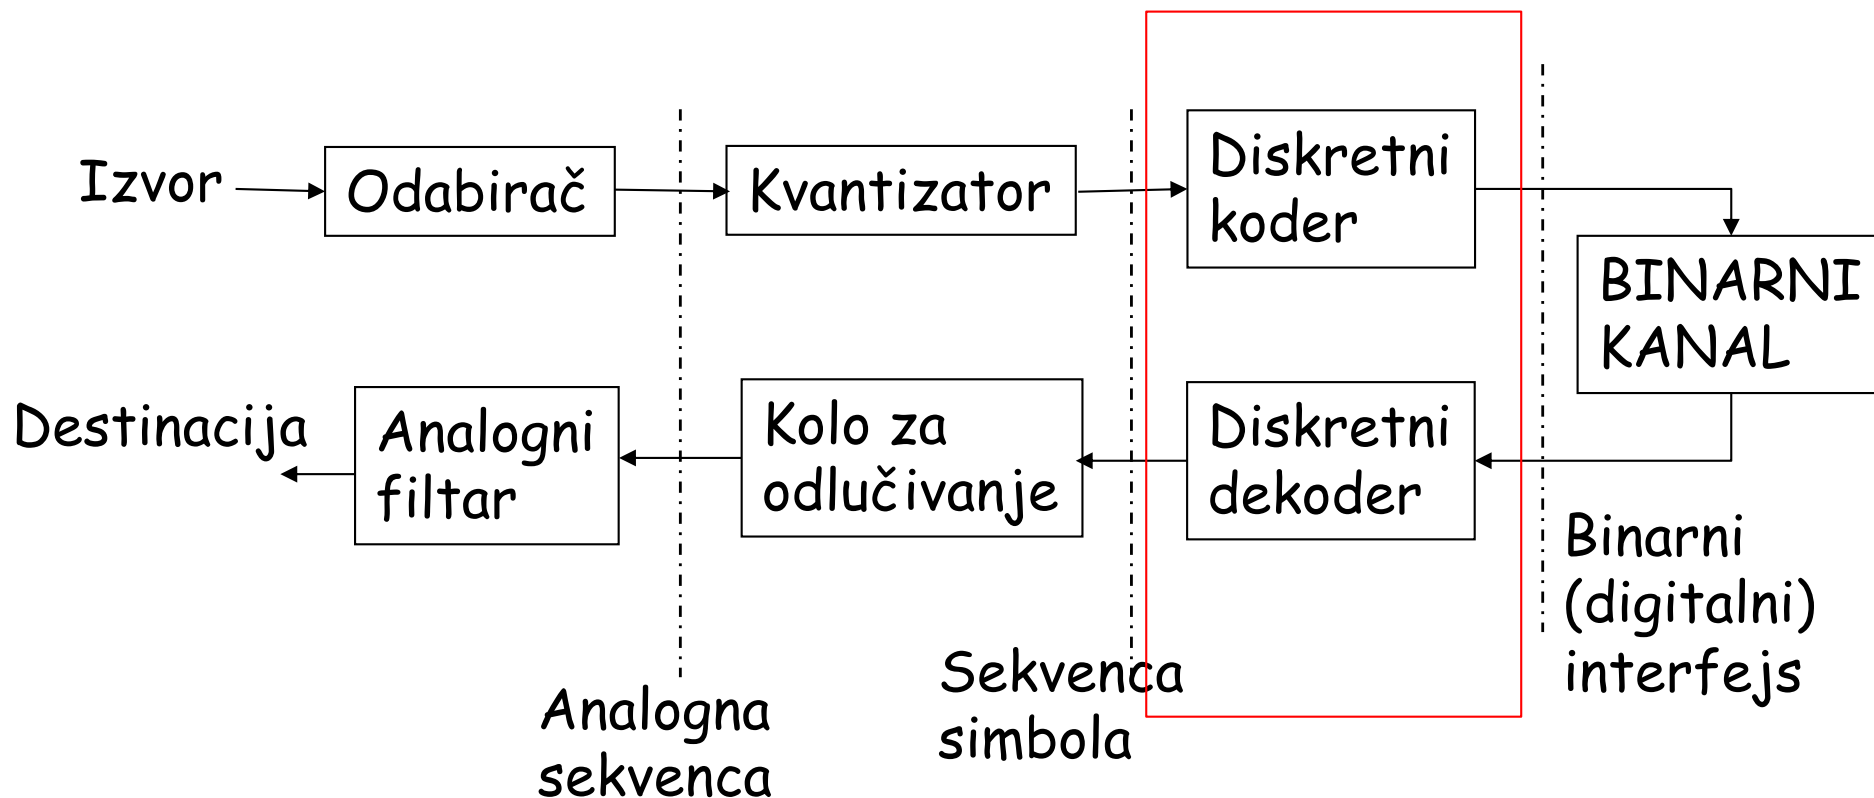 Izvor
Odabirač
Kvantizator
Diskretni
koder
BINARNI
KANAL
Destinacija
Analogni
filtar
Kolo za
odlučivanje
Diskretni
dekoder
Binarni
(digitalni)
interfejs
Sekvenca
simbola
Analogna
sekvenca